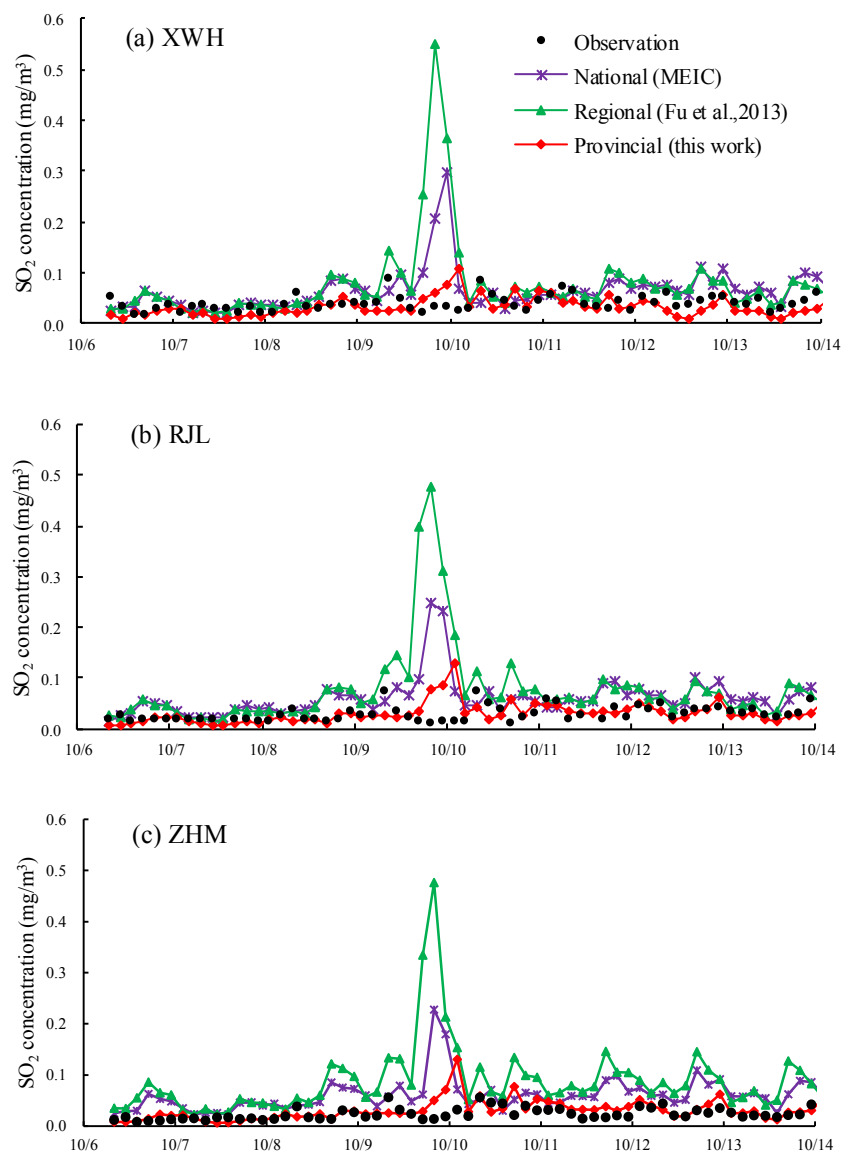 (a) XWH
Observation
National (MEIC)
Regional (Fu et al.,2013)
Provincial (this work)
SO₂ concentration (mg/m³)
0.6
0.5
0.4
0.3
0.2
0.1
0.0
10/6 10/7 10/8 10/9 10/10 10/11 10/12 10/13 10/14
(b) RJL
SO₂ concentration (mg/m³)
0.6
0.5
0.4
0.3
0.2
0.1
0.0
10/6 10/7 10/8 10/9 10/10 10/11 10/12 10/13 10/14
(c) ZHM
SO₂ concentration (mg/m³)
0.6
0.5
0.4
0.3
0.2
0.1
0.0
10/6 10/7 10/8 10/9 10/10 10/11 10/12 10/13 10/14